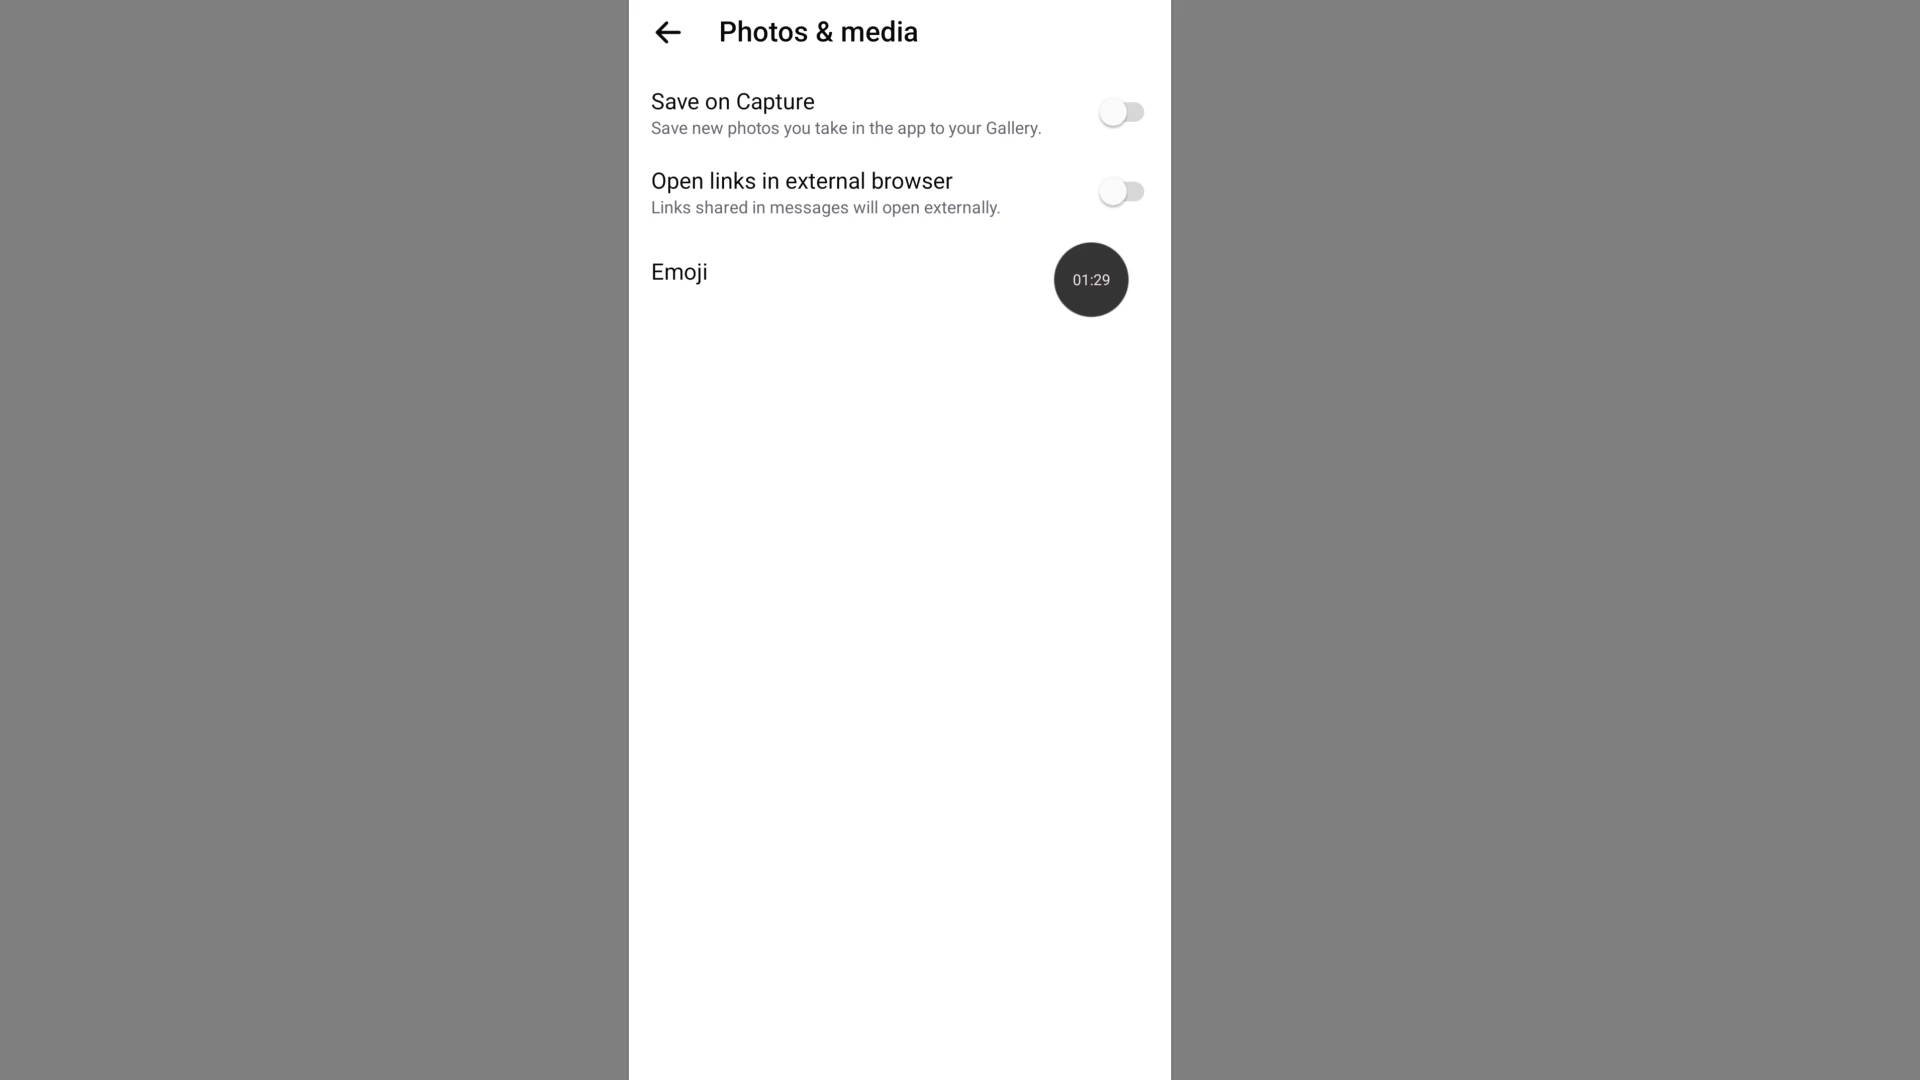 Photos & media
Save on Capture
Save new photos you take in the app to your Gallery.
Open links in external browser
Links shared in messages will open externally.
Emoji
01:29